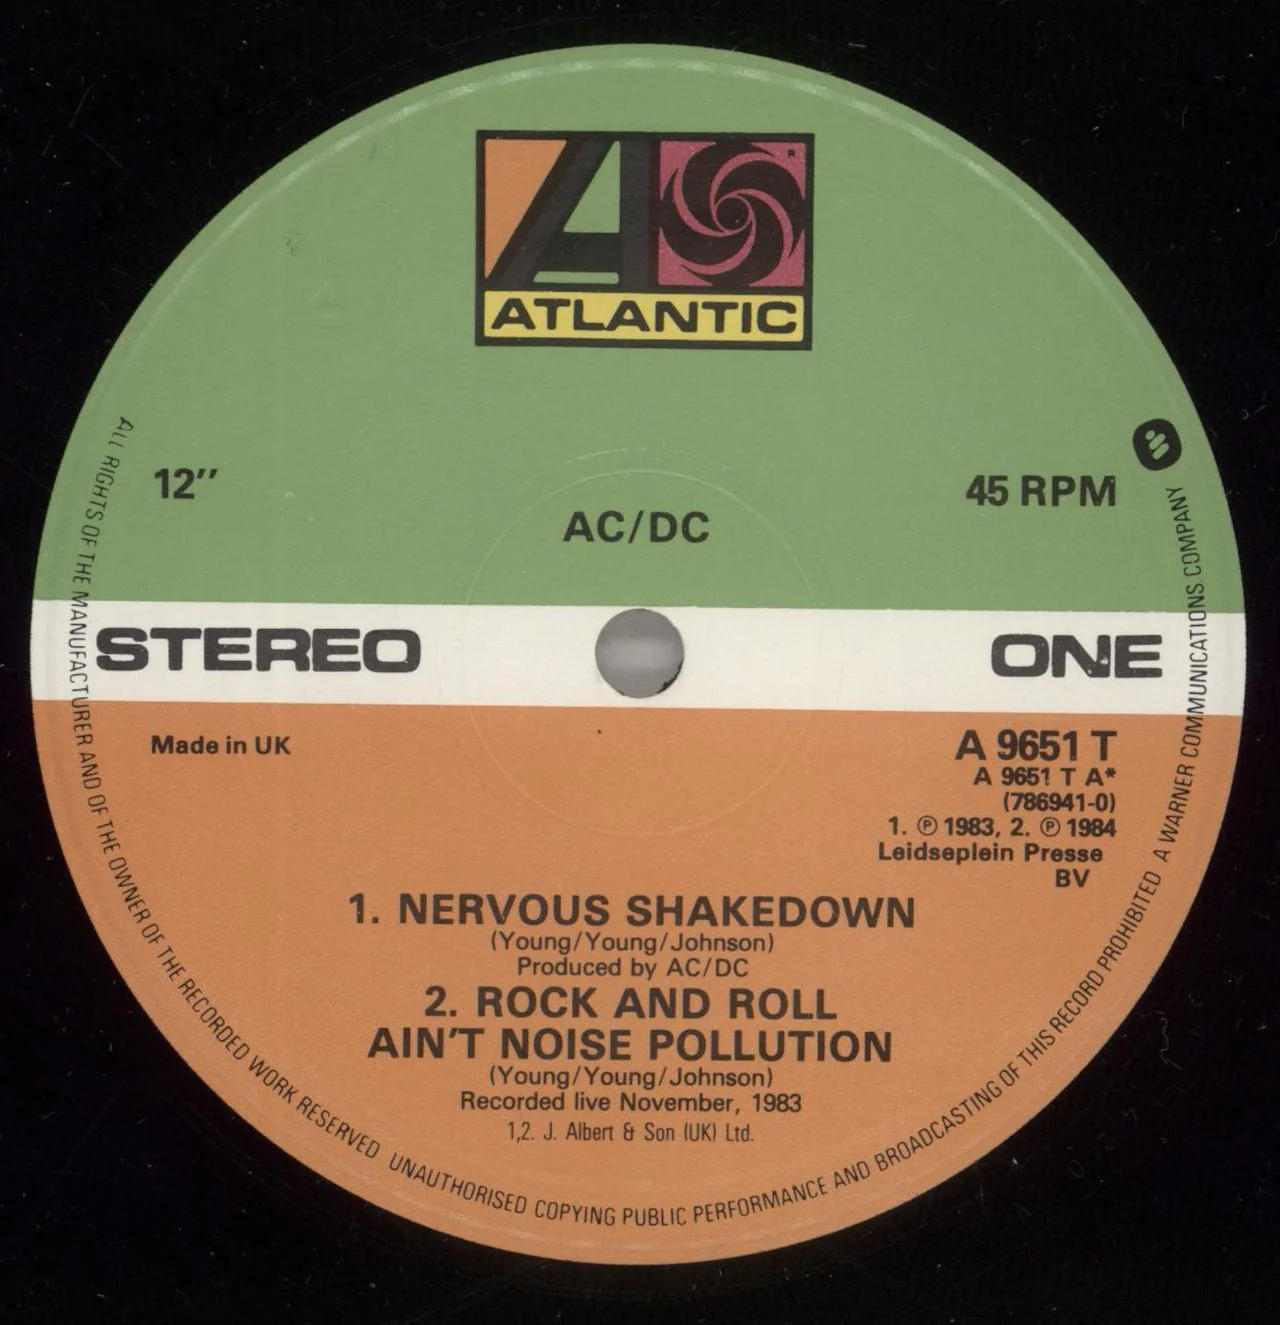 ATLANTIC
12"
45 RPM
AC/DC
STEREO
ONE
Made in UK
A 9651 T
A 9651 T A*
(786941-0)
1. ℗ 1983, 2. ℗ 1984
Leidseplein Presse
BV
1. NERVOUS SHAKEDOWN
(Young/Young/Johnson)
Produced by AC/DC
2. ROCK AND ROLL
AIN'T NOISE POLLUTION
(Young/Young/Johnson)
Recorded live November, 1983
1,2. J. Albert & Son (UK) Ltd.
ALL RIGHTS OF THE MANUFACTURER AND OF THE OWNER OF THE RECORDED WORK RESERVED UNAUTHORISED COPYING PUBLIC PERFORMANCE AND BROADCASTING OF THIS RECORD PROHIBITED A WARNER COMMUNICATIONS COMPANY